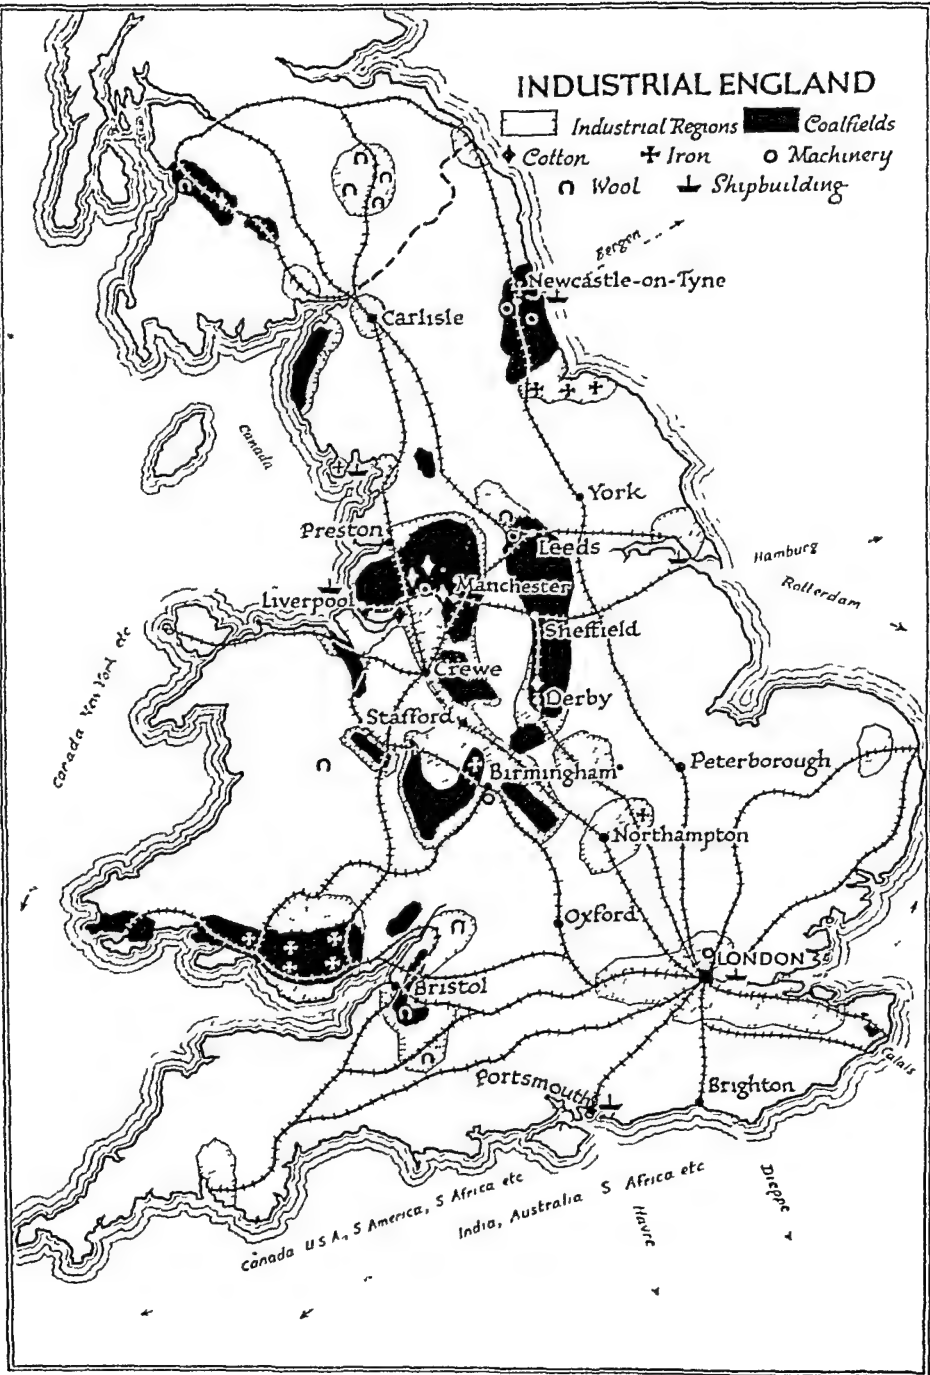 INDUSTRIAL ENGLAND
Industrial Regions Coalfields
Cotton Iron Machinery
Wool Shipbuilding
Bergen
Newcastle-on-Tyne
Carlisle
Canada
York
Preston
Leeds
Hamburg
Rotterdam
Manchester
Liverpool
Sheffield
Canada New York etc
Crewe
Derby
Stafford
Birmingham
Peterborough
Northampton
Oxford
LONDON
Bristol
Calais
Portsmouth
Brighton
Canada U S A, S America, S Africa etc
India, Australia S Africa etc
Havre
Dieppe